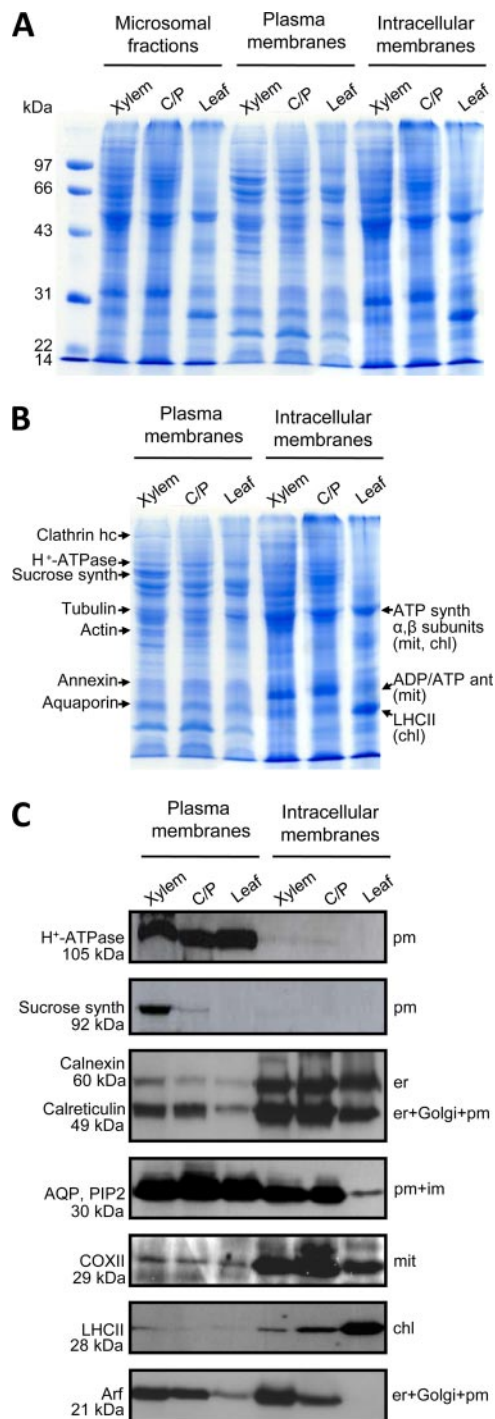 A
Microsomal fractions
Plasma membranes
Intracellular membranes
Xylem C/P Leaf Xylem C/P Leaf Xylem C/P Leaf
kDa
97
66
43
31
22
14
B
Plasma membranes
Intracellular membranes
Xylem C/P Leaf Xylem C/P Leaf
Clathrin hc
H⁺-ATPase
Sucrose synth
Tubulin
Actin
Annexin
Aquaporin
ATP synth
α,β subunits
(mit, chl)
ADP/ATP ant
(mit)
LHCII
(chl)
C
Plasma membranes
Intracellular membranes
Xylem C/P Leaf Xylem C/P Leaf
H⁺-ATPase
105 kDa
pm
Sucrose synth
92 kDa
pm
Calnexin
60 kDa
er
Calreticulin
49 kDa
er+Golgi+pm
AQP, PIP2
30 kDa
pm+im
COXII
29 kDa
mit
LHCII
28 kDa
chl
Arf
21 kDa
er+Golgi+pm